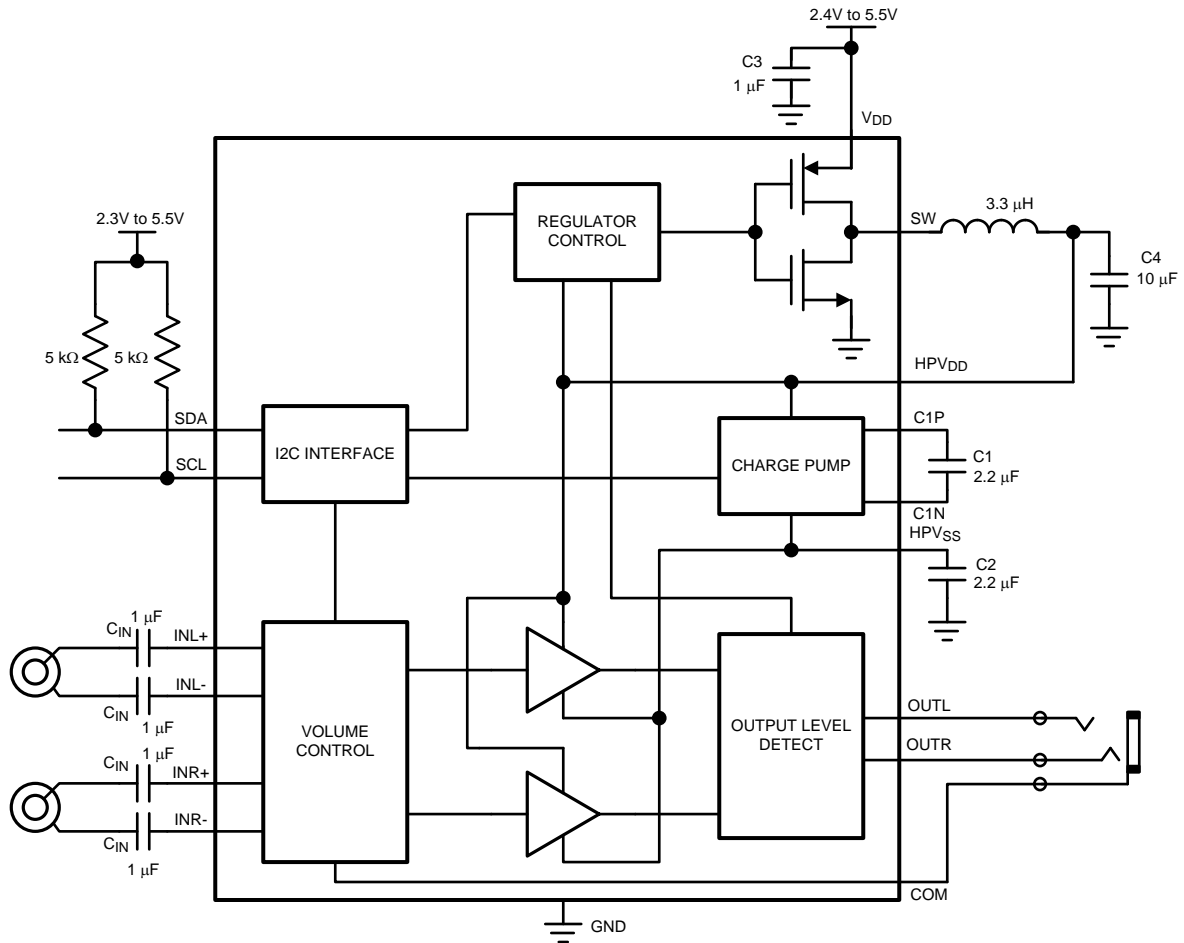 2.4V to 5.5V
C3
1 μF
VDD
2.3V to 5.5V
REGULATOR
CONTROL
SW
3.3 μH
C4
10 μF
5 kΩ
5 kΩ
HPVDD
SDA
I2C INTERFACE
SCL
CHARGE PUMP
C1P
C1
2.2 μF
C1N
HPVSS
C2
2.2 μF
1 μF
CIN
INL+
INL-
CIN
1 μF
VOLUME
CONTROL
OUTPUT LEVEL
DETECT
OUTL
OUTR
1 μF
CIN
INR+
INR-
CIN
1 μF
COM
GND